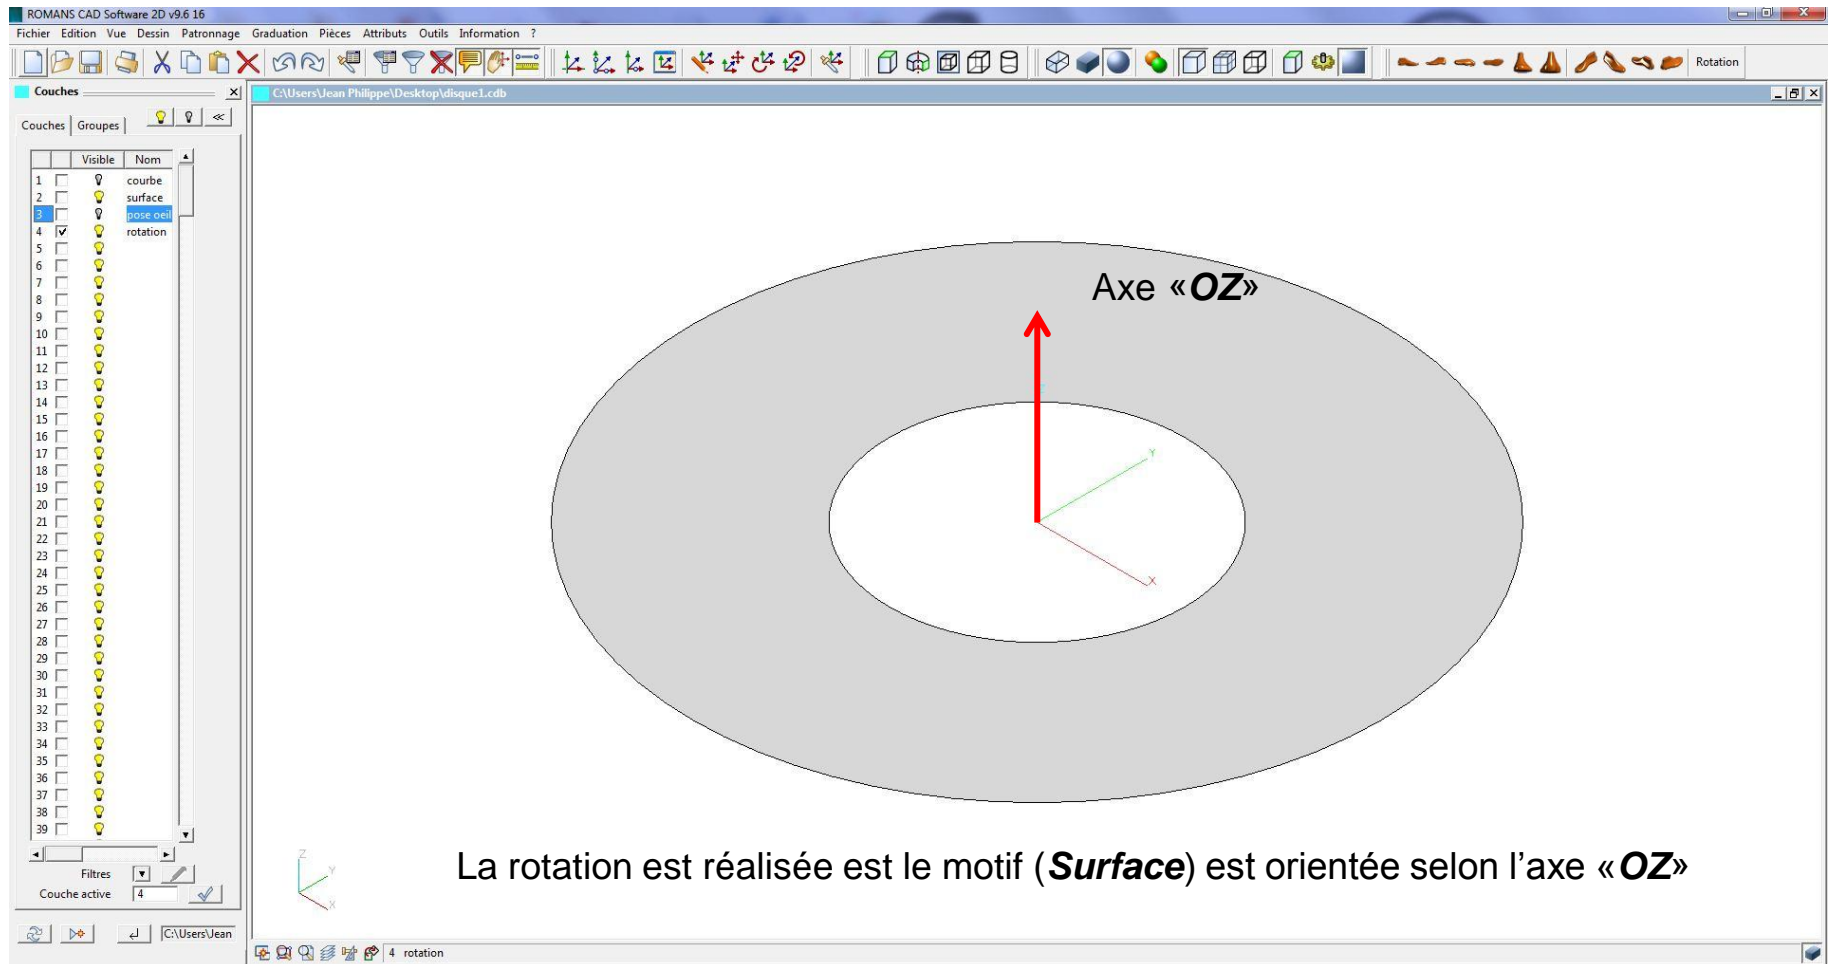 ROMANS CAD Software 2D v9.6 16
Fichier Edition Vue Dessin Patronnage Graduation Pièces Attributs Outils Information ?
Rotation
Couches
C:\Users\Jean Philippe\Desktop\disque1.cdb
Couches Groupes
Visible Nom
1 courbe
2 surface
3 pose oeil
4 rotation
5
6
7
8
9
10
11
12
13
14
15
16
17
18
19
20
21
22
23
24
25
26
27
28
29
30
31
32
33
34
35
36
37
38
39
Axe «OZ»
Z
Y
X
La rotation est réalisée est le motif (Surface) est orientée selon l’axe «OZ»
Z
Y
X
Filtres
Couche active 4
C:\Users\Jean
4 rotation